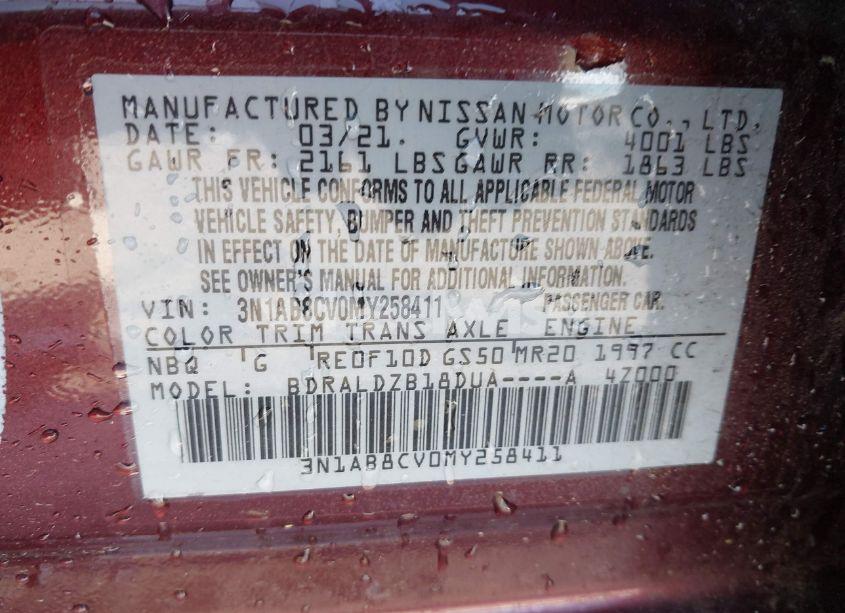 MANUFACTURED BY NISSAN MOTOR CO., LTD.
DATE: 03/21. GVWR: 4001 LBS
GAWR FR: 2161 LBS GAWR RR: 1863 LBS
THIS VEHICLE CONFORMS TO ALL APPLICABLE FEDERAL MOTOR
VEHICLE SAFETY, BUMPER AND THEFT PREVENTION STANDARDS
IN EFFECT ON THE DATE OF MANUFACTURE SHOWN ABOVE.
SEE OWNER'S MANUAL FOR ADDITIONAL INFORMATION.
VIN: 3N1AB8CV0MY258411 PASSENGER CAR.
COLOR TRIM TRANS AXLE ENGINE
NBQ G RE0F10D GS50 MR20 1997 CC
MODEL: BDRALDZB18DUA----A 4Z000
3N1AB8CV0MY258411